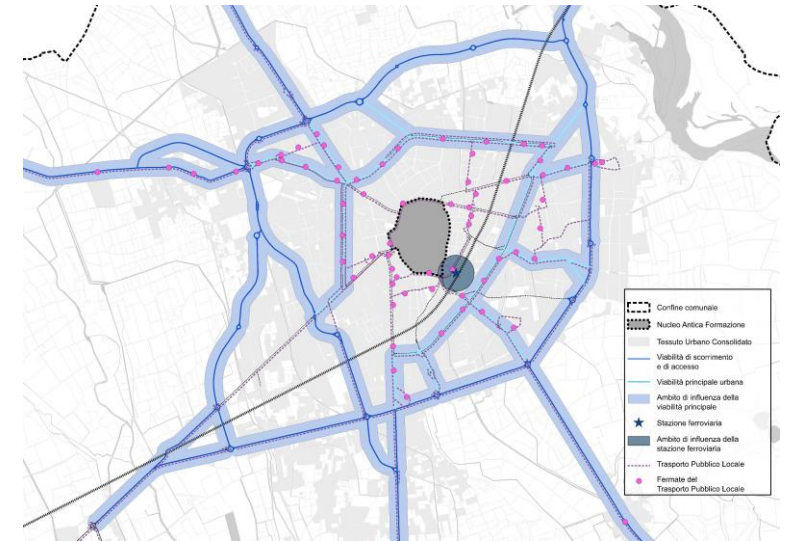 Confine comunale
Nucleo Antica Formazione
Tessuto Urbano Consolidato
Viabilità di scorrimento
e di accesso
Viabilità principale urbana
Ambito di influenza della
viabilità principale
Stazione ferroviaria
Ambito di influenza della
stazione ferroviaria
Trasporto Pubblico Locale
Fermate del
Trasporto Pubblico Locale